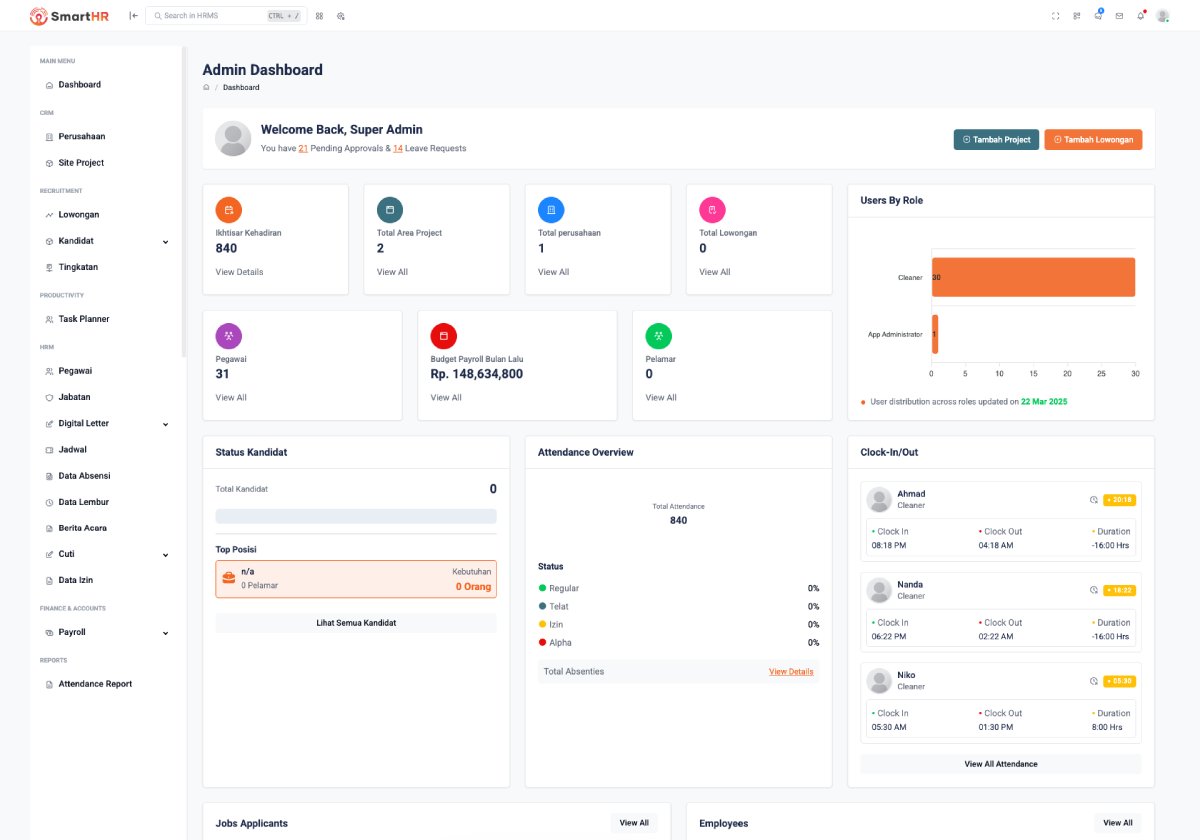 SmartHR
Search in HRMS
CTRL + /
MAIN MENU
Dashboard
CRM
Perusahaan
Site Project
RECRUITMENT
Lowongan
Kandidat
Tingkatan
PRODUCTIVITY
Task Planner
HRM
Pegawai
Jabatan
Digital Letter
Jadwal
Data Absensi
Data Lembur
Berita Acara
Cuti
Data Izin
FINANCE & ACCOUNTS
Payroll
REPORTS
Attendance Report
Admin Dashboard
/ Dashboard
Welcome Back, Super Admin
You have 21 Pending Approvals & 14 Leave Requests
Tambah Project
Tambah Lowongan
Ikhtisar Kehadiran
840
View Details
Total Area Project
2
View All
Total perusahaan
1
View All
Total Lowongan
0
View All
Pegawai
31
View All
Budget Payroll Bulan Lalu
Rp. 148,634,800
View All
Pelamar
0
View All
Users By Role
Cleaner
30
App Administrator
1
0 5 10 15 20 25 30
User distribution across roles updated on 22 Mar 2025
Status Kandidat
Total Kandidat 0
Top Posisi
n/a
0 Pelamar
Kebutuhan
0 Orang
Lihat Semua Kandidat
Attendance Overview
Total Attendance
840
Status
Regular 0%
Telat 0%
Izin 0%
Alpha 0%
Total Absenties View Details
Clock-In/Out
Ahmad
Cleaner
20:18
Clock In Clock Out Duration
08:18 PM 04:18 AM -16:00 Hrs
Nanda
Cleaner
18:22
Clock In Clock Out Duration
06:22 PM 02:22 AM -16:00 Hrs
Niko
Cleaner
05:30
Clock In Clock Out Duration
05:30 AM 01:30 PM 8:00 Hrs
View All Attendance
Jobs Applicants
View All
Employees
View All